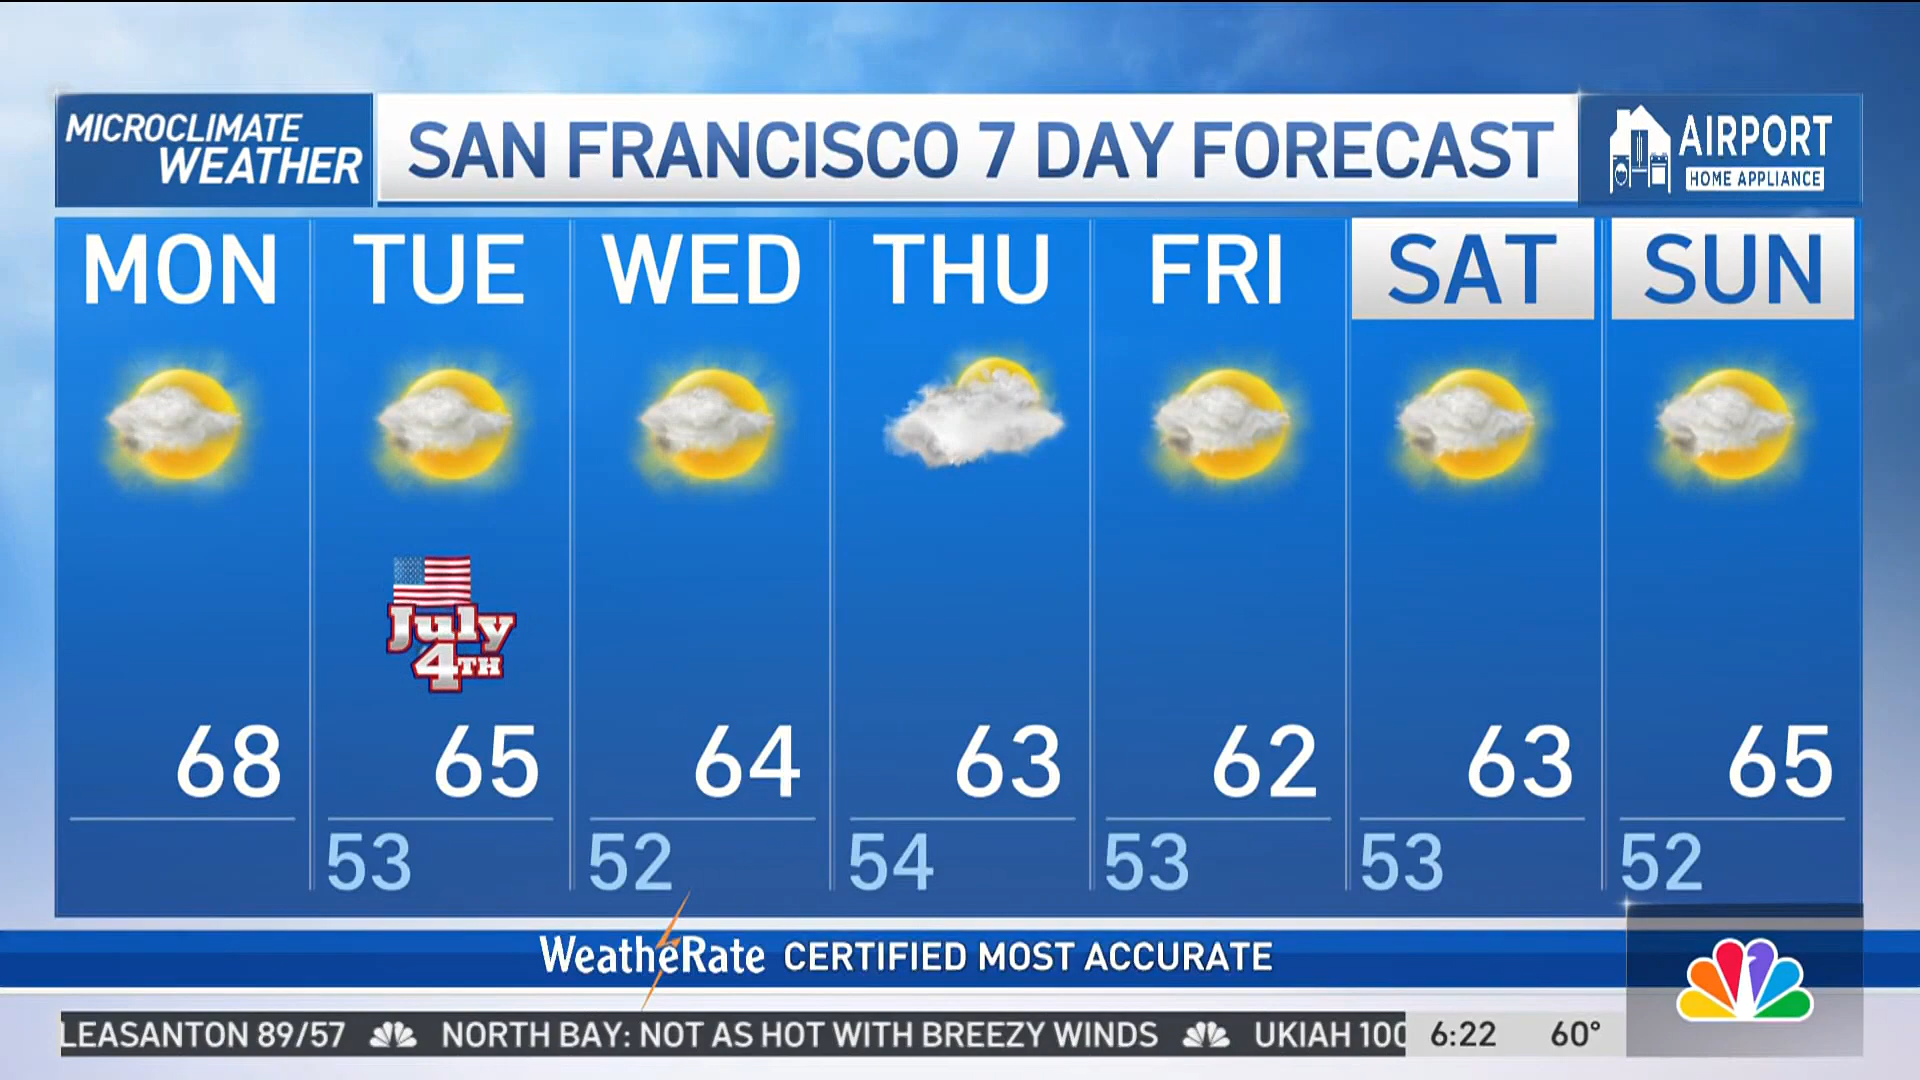 MICROCLIMATE
WEATHER
SAN FRANCISCO 7 DAY FORECAST
AIRPORT
HOME APPLIANCE
MON TUE WED THU FRI SAT SUN
July
4TH
68 65 64 63 62 63 65
53 52 54 53 53 52
WeatheRate CERTIFIED MOST ACCURATE
LEASANTON 89/57 NORTH BAY: NOT AS HOT WITH BREEZY WINDS UKIAH 100 6:22 60°